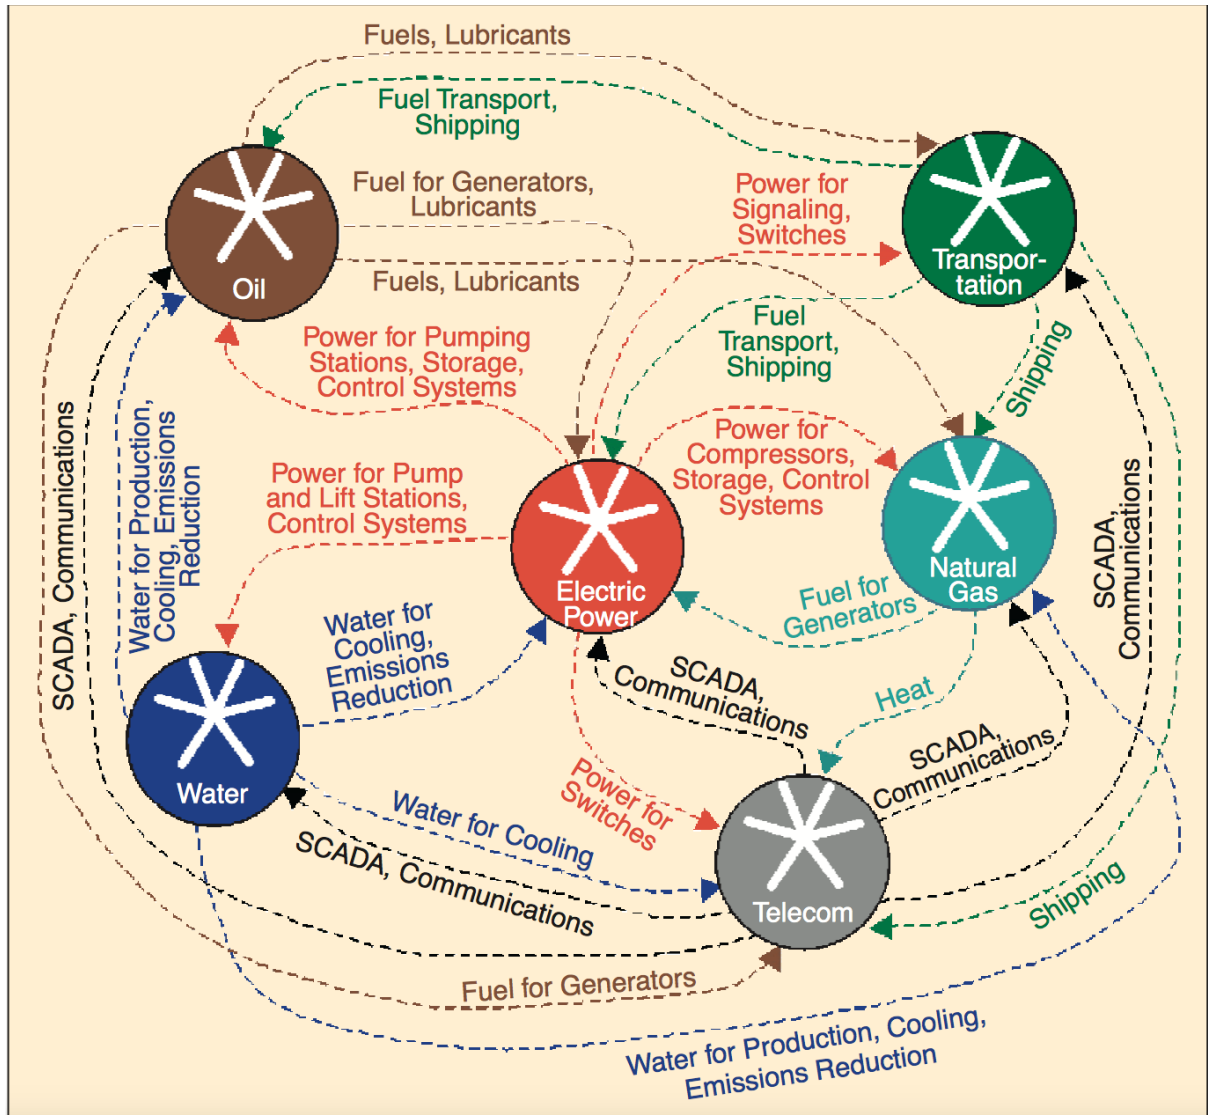 Fuels, Lubricants
Fuel Transport,
Shipping
Fuel for Generators,
Lubricants
Power for
Signaling,
Switches
Oil
Fuels, Lubricants
Transpor-
tation
Power for Pumping
Stations, Storage,
Control Systems
Fuel
Transport,
Shipping
Shipping
SCADA, Communications
Water for Production,
Cooling, Emissions
Reduction
Power for Pump
and Lift Stations,
Control Systems
Power for
Compressors,
Storage, Control
Systems
SCADA,
Communications
Electric
Power
Natural
Gas
Fuel for
Generators
Water for
Cooling,
Emissions
Reduction
SCADA,
Communications
Heat
SCADA,
Communications
Water
Power for
Switches
Water for Cooling
SCADA, Communications
Telecom
Shipping
Fuel for Generators
Water for Production, Cooling,
Emissions Reduction